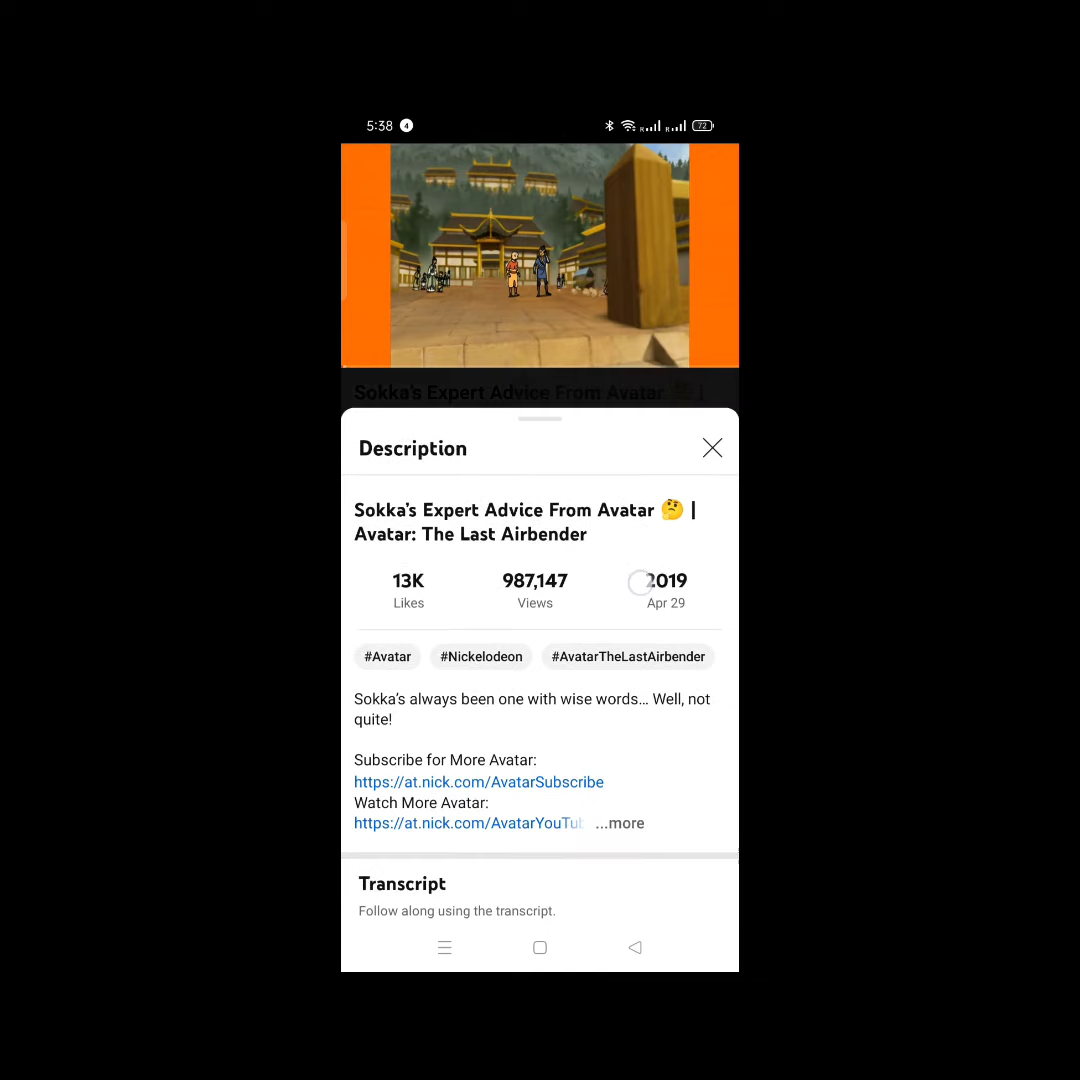 5:38 4 72
Sokka's Expert Advice From Avatar 🤔 |
Description
Sokka's Expert Advice From Avatar 🤔 |
Avatar: The Last Airbender
13K 987,147 2019
Likes Views Apr 29
#Avatar #Nickelodeon #AvatarTheLastAirbender
Sokka's always been one with wise words... Well, not
quite!
Subscribe for More Avatar:
https://at.nick.com/AvatarSubscribe
Watch More Avatar:
https://at.nick.com/AvatarYouTub ...more
Transcript
Follow along using the transcript.